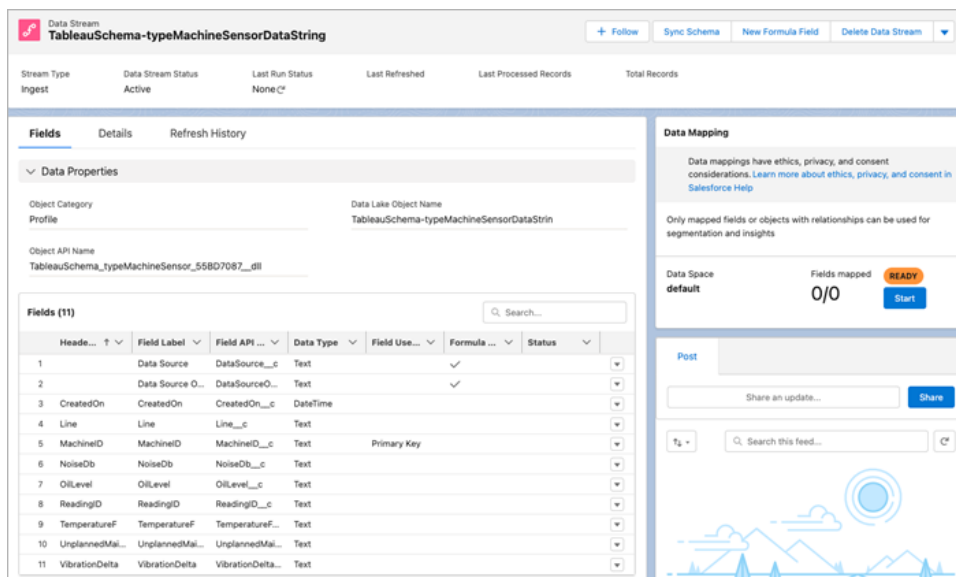 Data Stream
TableauSchema-typeMachineSensorDataString
+ Follow
Sync Schema
New Formula Field
Delete Data Stream
Stream Type
Data Stream Status
Last Run Status
Last Refreshed
Last Processed Records
Total Records
Ingest
Active
None
Fields
Details
Refresh History
Data Properties
Object Category
Data Lake Object Name
Profile
TableauSchema-typeMachineSensorDataStrin
Object API Name
TableauSchema_typeMachineSensor_55BD7087__dll
Fields (11)
Search...
Heade... Field Label Field API ... Data Type Field Use... Formula ... Status
1 Data Source DataSource__c Text
2 Data Source O... DataSourceO... Text
3 CreatedOn CreatedOn CreatedOn__c DateTime
4 Line Line Line__c Text
5 MachineID MachineID MachineID__c Text Primary Key
6 NoiseDb NoiseDb NoiseDb__c Text
7 OilLevel OilLevel OilLevel__c Text
8 ReadingID ReadingID ReadingID__c Text
9 TemperatureF TemperatureF TemperatureF... Text
10 UnplannedMai... UnplannedMai... UnplannedMai... Text
11 VibrationDelta VibrationDelta VibrationDelta... Text
Data Mapping
Data mappings have ethics, privacy, and consent
considerations. Learn more about ethics, privacy, and consent in
Salesforce Help
Only mapped fields or objects with relationships can be used for
segmentation and insights
Data Space
Fields mapped
READY
default
0/0
Start
Post
Share an update...
Share
Search this feed...